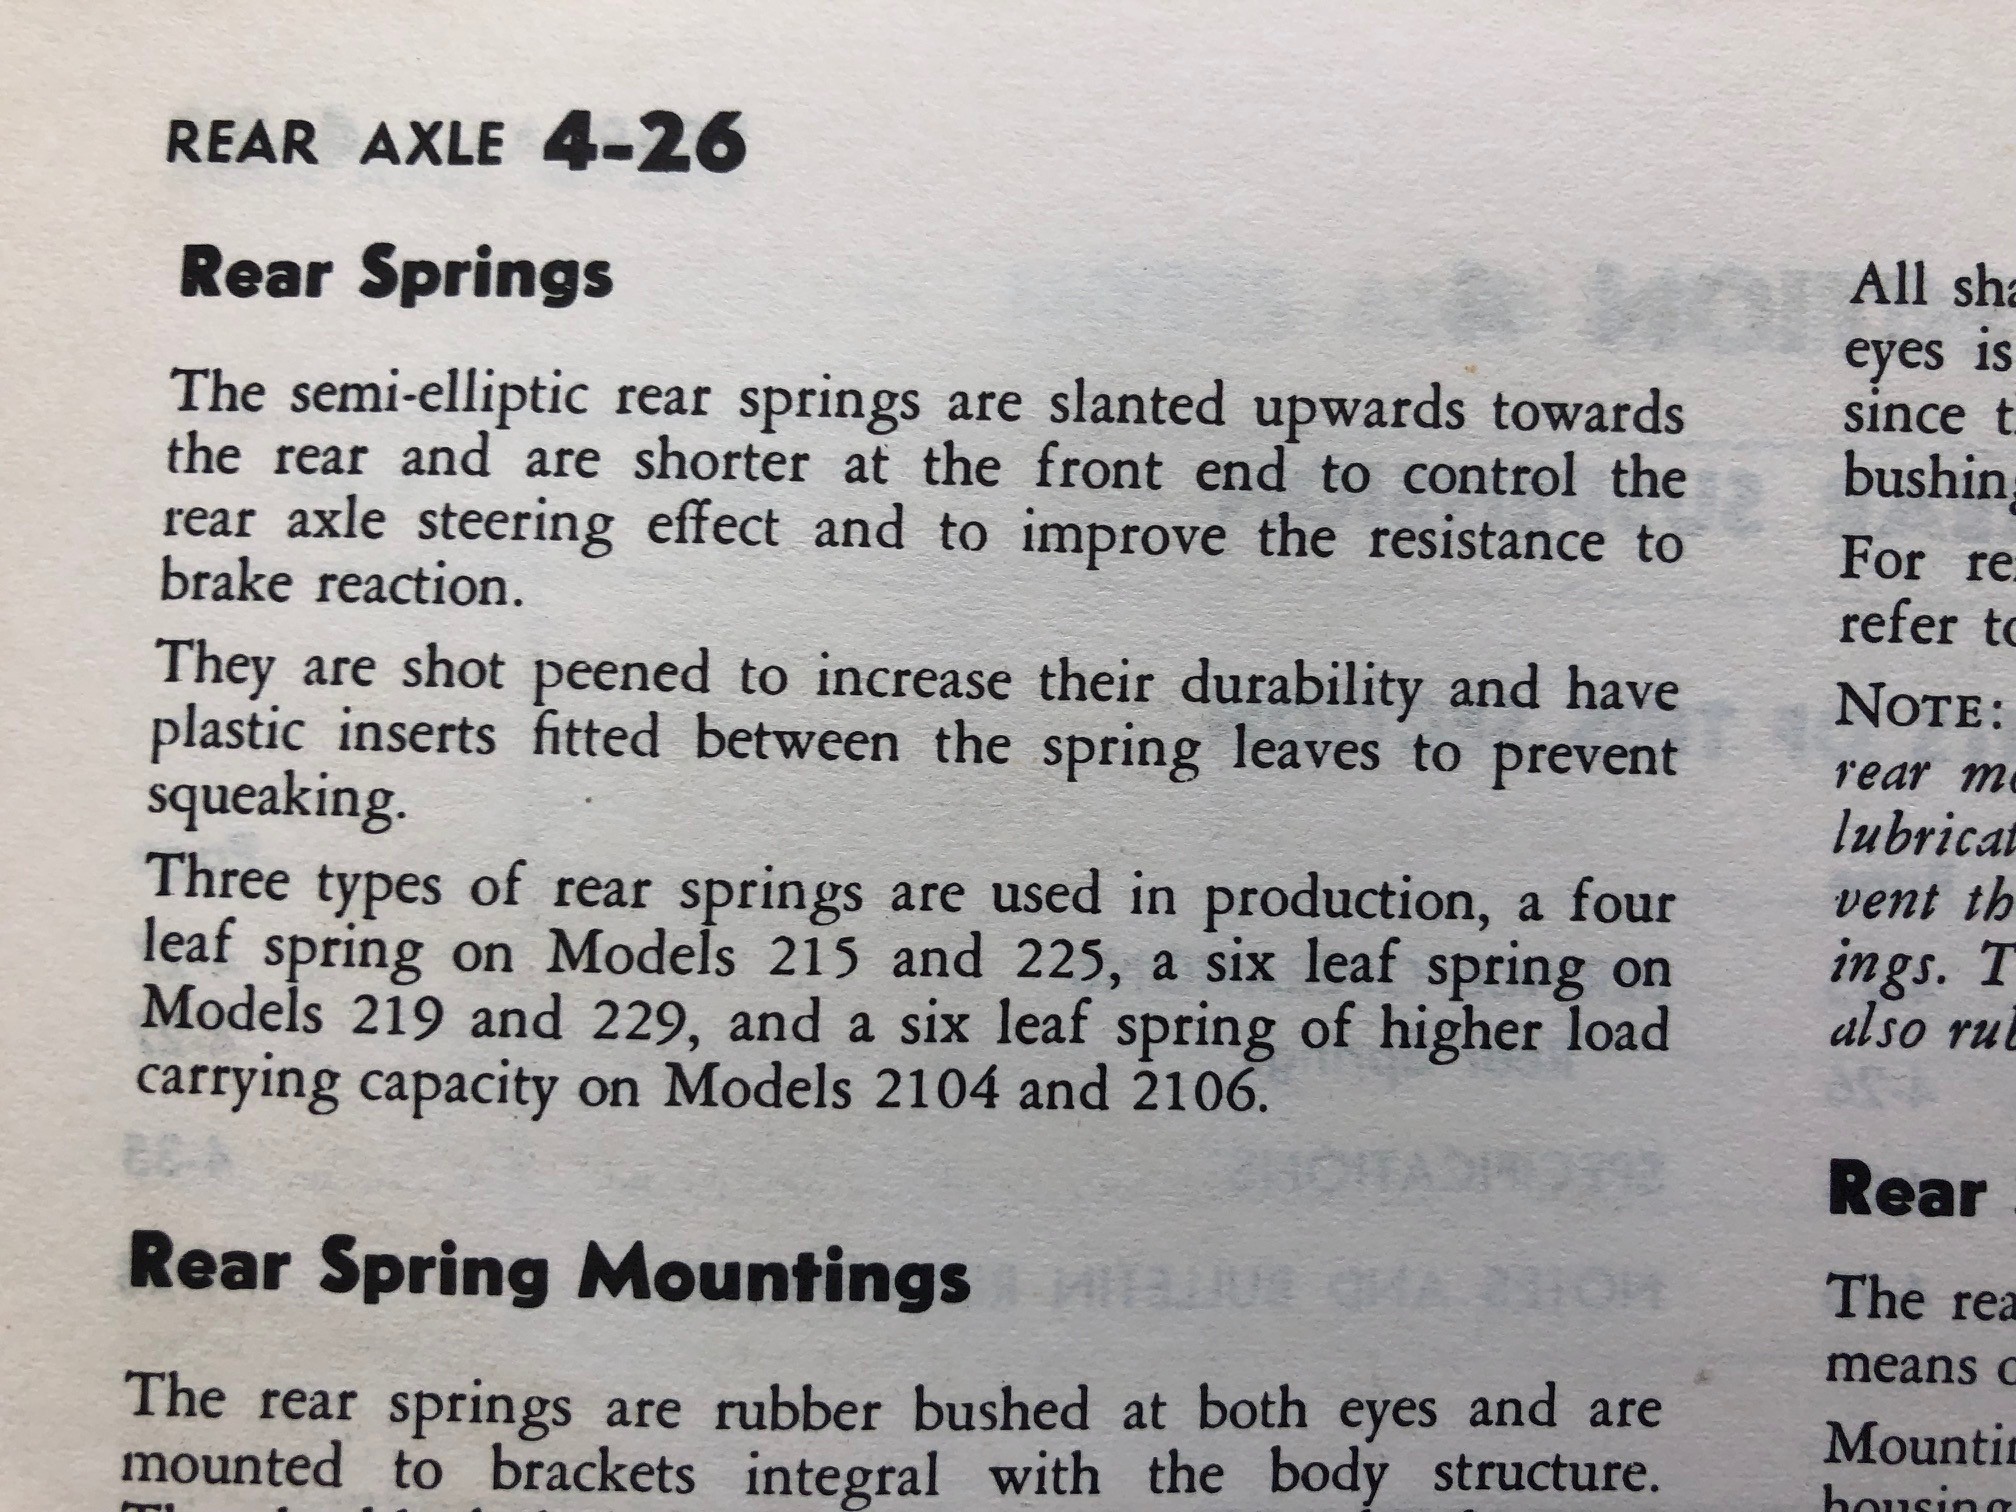 REAR AXLE 4-26
Rear Springs
The semi-elliptic rear springs are slanted upwards towards
the rear and are shorter at the front end to control the
rear axle steering effect and to improve the resistance to
brake reaction.
They are shot peened to increase their durability and have
plastic inserts fitted between the spring leaves to prevent
squeaking.
Three types of rear springs are used in production, a four
leaf spring on Models 215 and 225, a six leaf spring on
Models 219 and 229, and a six leaf spring of higher load
carrying capacity on Models 2104 and 2106.
Rear Spring Mountings
The rear springs are rubber bushed at both eyes and are
mounted to brackets integral with the body structure.
All
eyes is
since
For
refer
NOTE:
rear
ings.
also
Rear
The
means